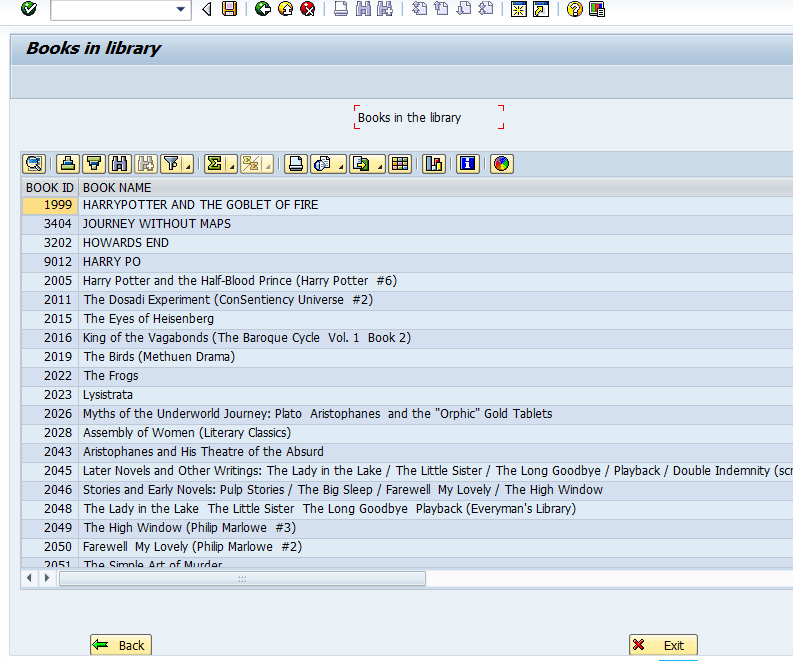 Books in library
Books in the library
BOOK ID BOOK NAME
1999 HARRYPOTTER AND THE GOBLET OF FIRE
3404 JOURNEY WITHOUT MAPS
3202 HOWARDS END
9012 HARRY PO
2005 Harry Potter and the Half-Blood Prince (Harry Potter  #6)
2011 The Dosadi Experiment (ConSentiency Universe  #2)
2015 The Eyes of Heisenberg
2016 King of the Vagabonds (The Baroque Cycle  Vol. 1  Book 2)
2019 The Birds (Methuen Drama)
2022 The Frogs
2023 Lysistrata
2026 Myths of the Underworld Journey: Plato  Aristophanes  and the "Orphic" Gold Tablets
2028 Assembly of Women (Literary Classics)
2043 Aristophanes and His Theatre of the Absurd
2045 Later Novels and Other Writings: The Lady in the Lake / The Little Sister / The Long Goodbye / Playback / Double Indemnity (scr
2046 Stories and Early Novels: Pulp Stories / The Big Sleep / Farewell  My Lovely / The High Window
2048 The Lady in the Lake  The Little Sister  The Long Goodbye  Playback (Everyman's Library)
2049 The High Window (Philip Marlowe  #3)
2050 Farewell  My Lovely (Philip Marlowe  #2)
2051 The Simple Art of Murder
Back
Exit